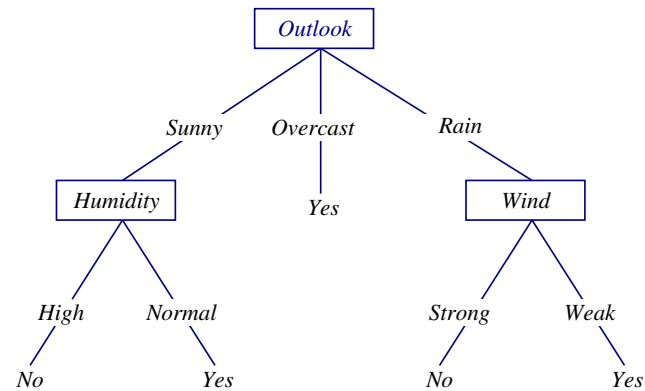 Outlook
Sunny Overcast Rain
Humidity Yes Wind
High Normal Strong Weak
No Yes No Yes